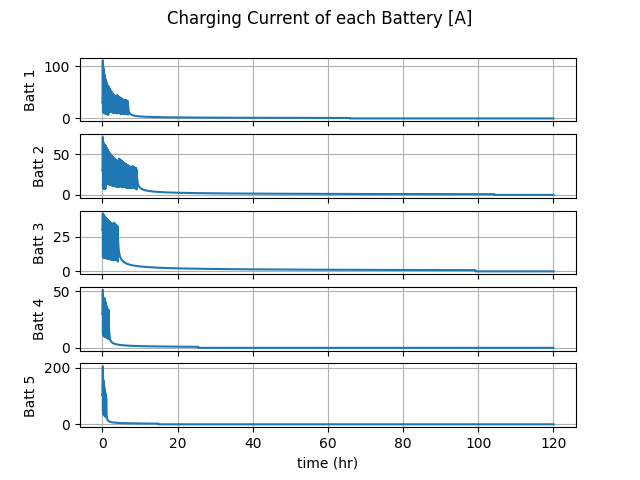 Charging Current of each Battery [A]
Batt 1
100
0
Batt 2
50
0
Batt 3
25
0
Batt 4
50
0
Batt 5
200
0
0 20 40 60 80 100 120
time (hr)